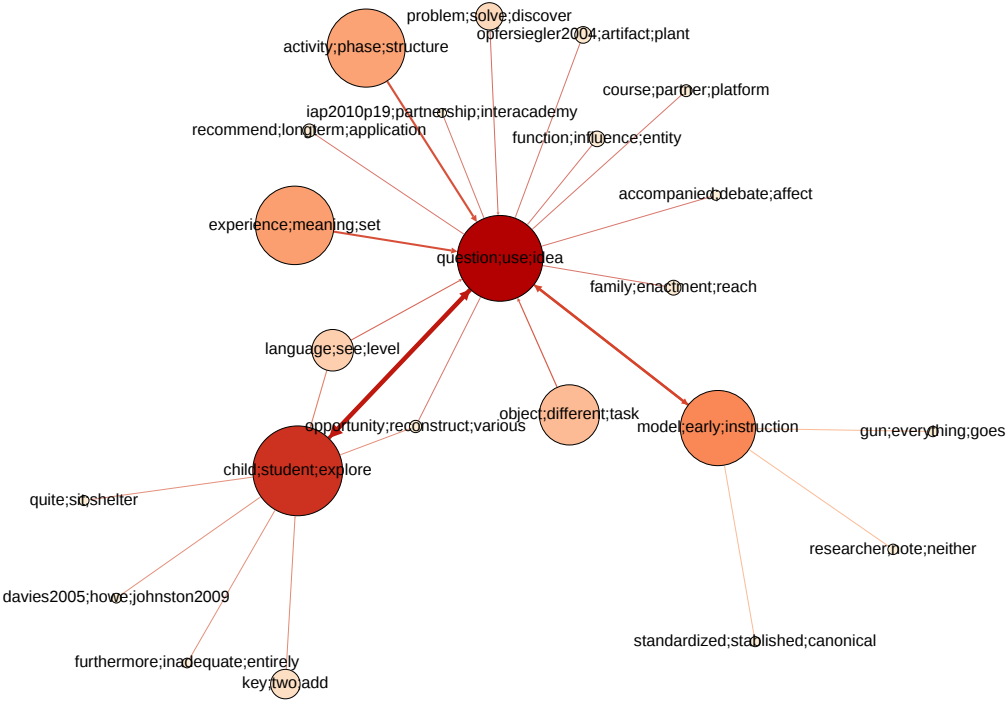 problem;solve;discover
opfersiegler2004;artifact;plant
activity;phase;structure
course;partner;platform
iap2010p19;partnership;interacademy
recommend;longterm;application
function;influence;entity
accompanied;debate;affect
experience;meaning;set
question;use;idea
family;enactment;reach
language;see;level
object;different;task
opportunity;reconstruct;various
model;early;instruction
gun;everything;goes
child;student;explore
quite;sit;shelter
researcher;note;neither
davies2005;howe;johnston2009
standardized;stablished;canonical
furthermore;inadequate;entirely
key;two;add